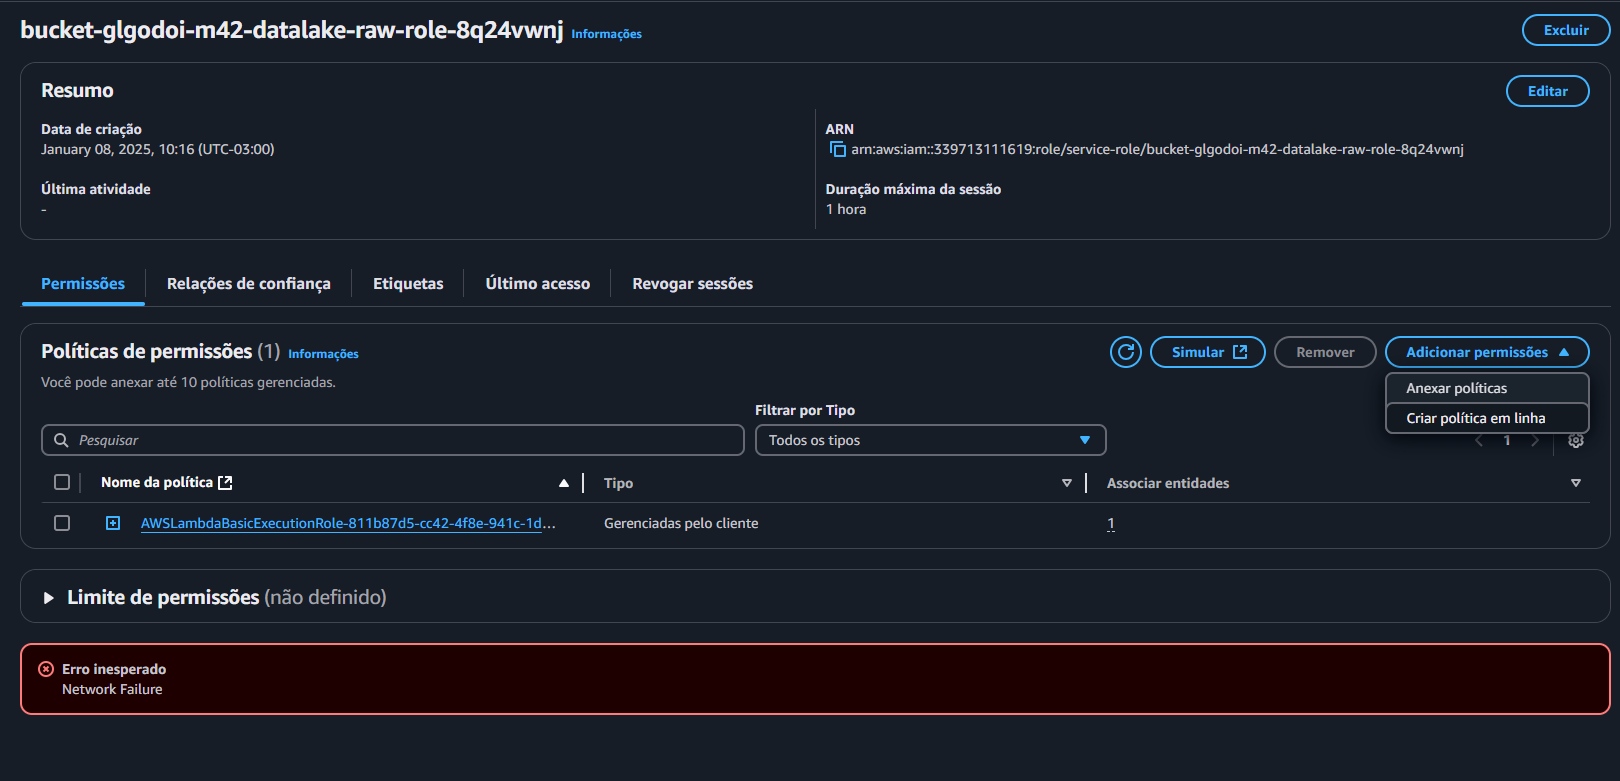 bucket-glgodoi-m42-datalake-raw-role-8q24vwnj Informações
Excluir
Resumo
Editar
Data de criação
January 08, 2025, 10:16 (UTC-03:00)
ARN
arn:aws:iam::339713111619:role/service-role/bucket-glgodoi-m42-datalake-raw-role-8q24vwnj
Última atividade
-
Duração máxima da sessão
1 hora
Permissões
Relações de confiança
Etiquetas
Último acesso
Revogar sessões
Políticas de permissões (1) Informações
Você pode anexar até 10 políticas gerenciadas.
Simular
Remover
Adicionar permissões
Anexar políticas
Criar política em linha
Filtrar por Tipo
Pesquisar
Todos os tipos
1
Nome da política
Tipo
Associar entidades
AWSLambdaBasicExecutionRole-811b87d5-cc42-4f8e-941c-1d...
Gerenciadas pelo cliente
1
Limite de permissões (não definido)
Erro inesperado
Network Failure